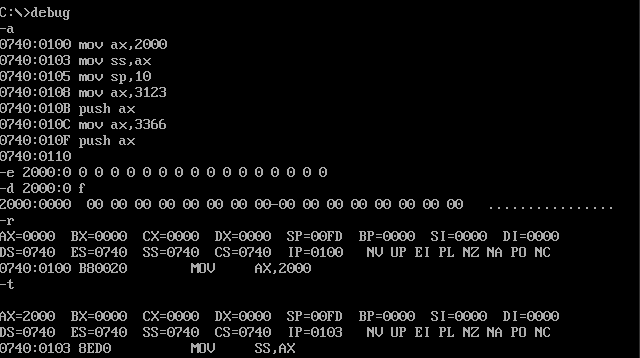 C:\>debug
-a
0740:0100 mov ax,2000
0740:0103 mov ss,ax
0740:0105 mov sp,10
0740:0108 mov ax,3123
0740:010B push ax
0740:010C mov ax,3366
0740:010F push ax
0740:0110
-e 2000:0 0 0 0 0 0 0 0 0 0 0 0 0 0 0 0 0
-d 2000:0 f
2000:0000  00 00 00 00 00 00 00 00-00 00 00 00 00 00 00 00   ................
-r
AX=0000  BX=0000  CX=0000  DX=0000  SP=00FD  BP=0000  SI=0000  DI=0000
DS=0740  ES=0740  SS=0740  CS=0740  IP=0100   NV UP EI PL NZ NA PO NC
0740:0100 B80020        MOV     AX,2000
-t
AX=2000  BX=0000  CX=0000  DX=0000  SP=00FD  BP=0000  SI=0000  DI=0000
DS=0740  ES=0740  SS=0740  CS=0740  IP=0103   NV UP EI PL NZ NA PO NC
0740:0103 8ED0          MOV     SS,AX